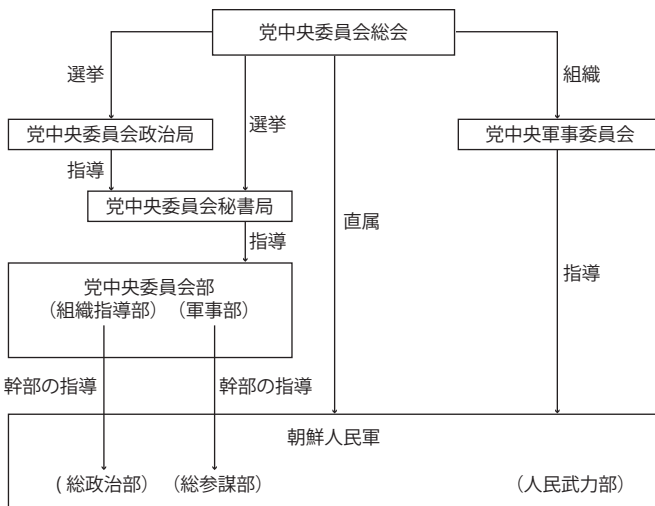 党中央委員会総会
選挙
組織
選挙
党中央委員会政治局
党中央軍事委員会
指導
党中央委員会秘書局
直属
指導
指導
党中央委員会部
（組織指導部）（軍事部）
幹部の指導
幹部の指導
朝鮮人民軍
(総政治部）（総参謀部）
（人民武力部）